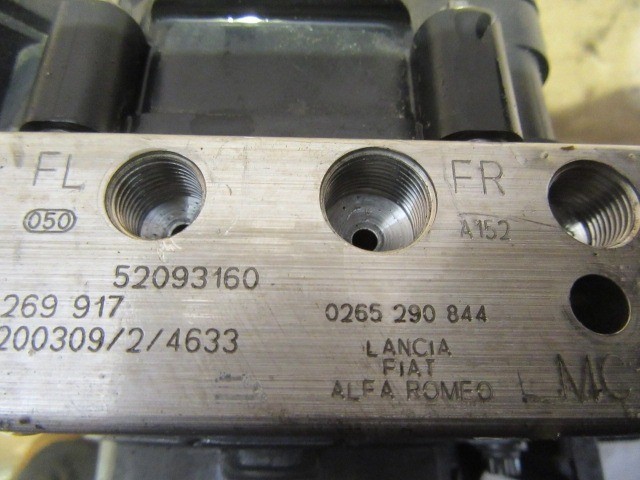 FL
FR
050
A152
52093160
269 917
0265 290 844
200309/2/4633
LANCIA
FIAT
ALFA ROMEO